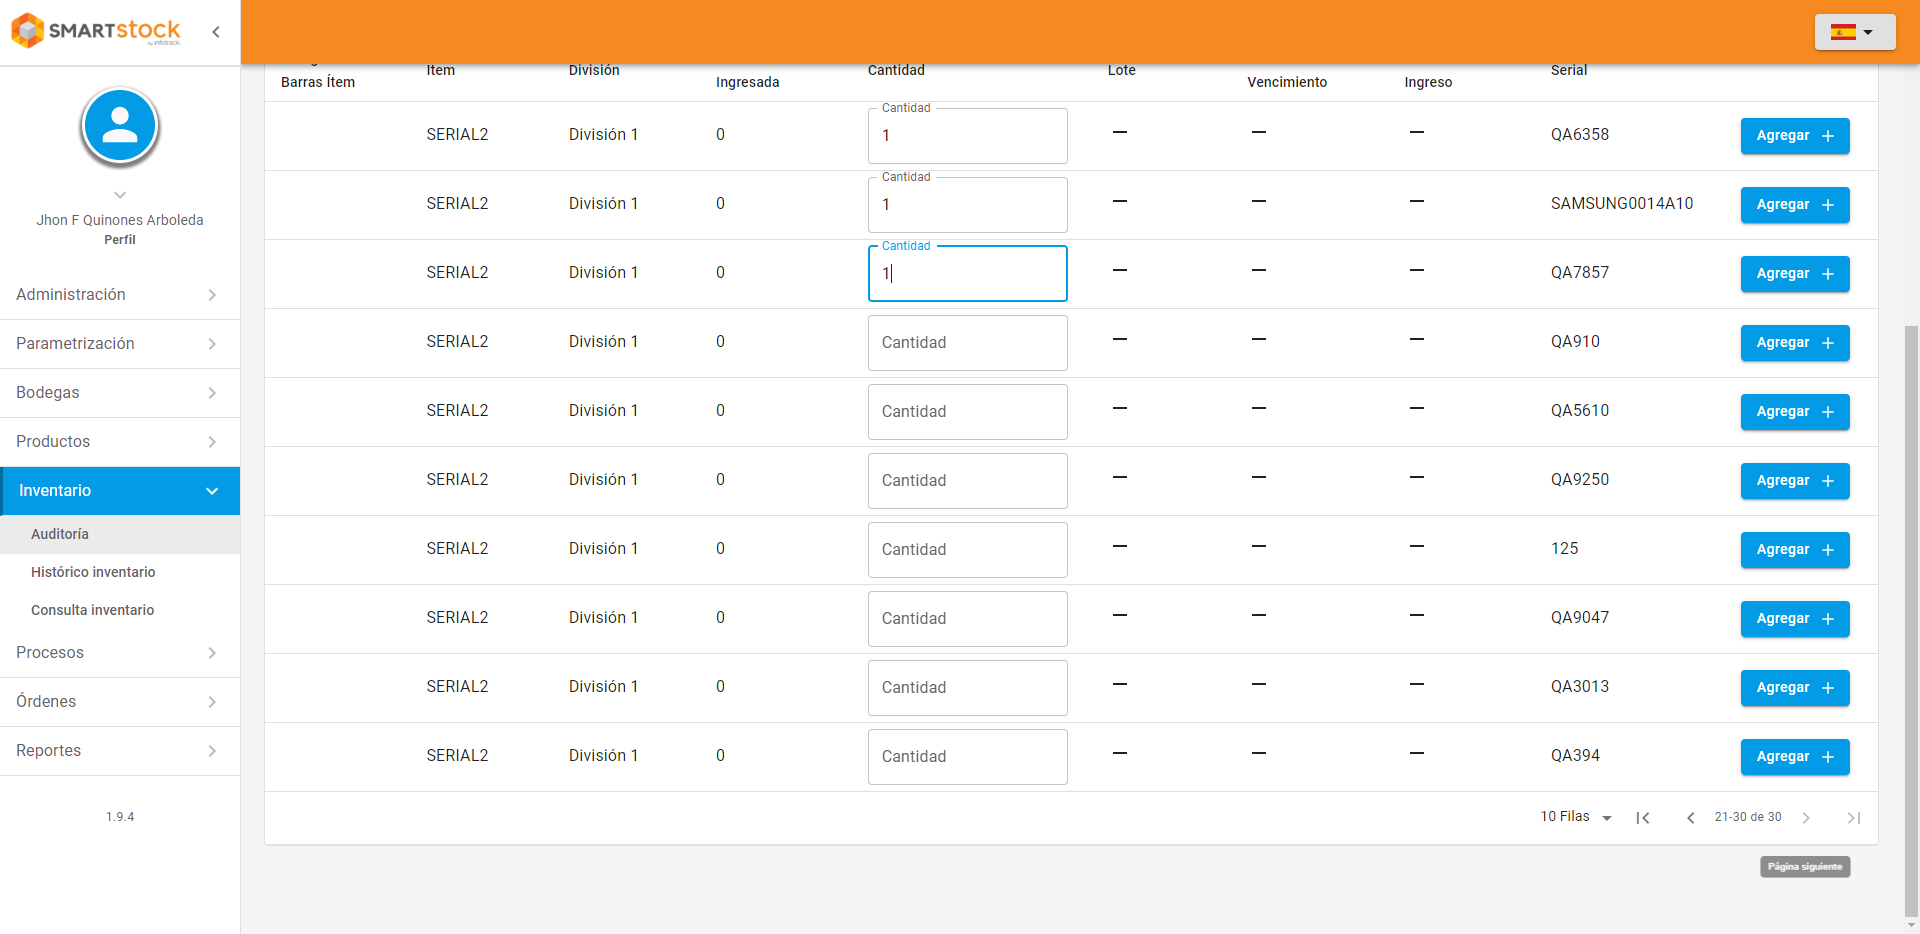 SMARTstock
by infotrack
Jhon F Quinones Arboleda
Perfil
Administración
Parametrización
Bodegas
Productos
Inventario
Auditoría
Histórico inventario
Consulta inventario
Procesos
Órdenes
Reportes
1.9.4
Barras Ítem Item División Ingresada Cantidad Lote Vencimiento Ingreso Serial
Cantidad
SERIAL2 División 1 0 1 — — — QA6358 Agregar +
Cantidad
SERIAL2 División 1 0 1 — — — SAMSUNG0014A10 Agregar +
Cantidad
SERIAL2 División 1 0 1 — — — QA7857 Agregar +
SERIAL2 División 1 0 Cantidad — — — QA910 Agregar +
SERIAL2 División 1 0 Cantidad — — — QA5610 Agregar +
SERIAL2 División 1 0 Cantidad — — — QA9250 Agregar +
SERIAL2 División 1 0 Cantidad — — — 125 Agregar +
SERIAL2 División 1 0 Cantidad — — — QA9047 Agregar +
SERIAL2 División 1 0 Cantidad — — — QA3013 Agregar +
SERIAL2 División 1 0 Cantidad — — — QA394 Agregar +
10 Filas 21-30 de 30
Página siguiente